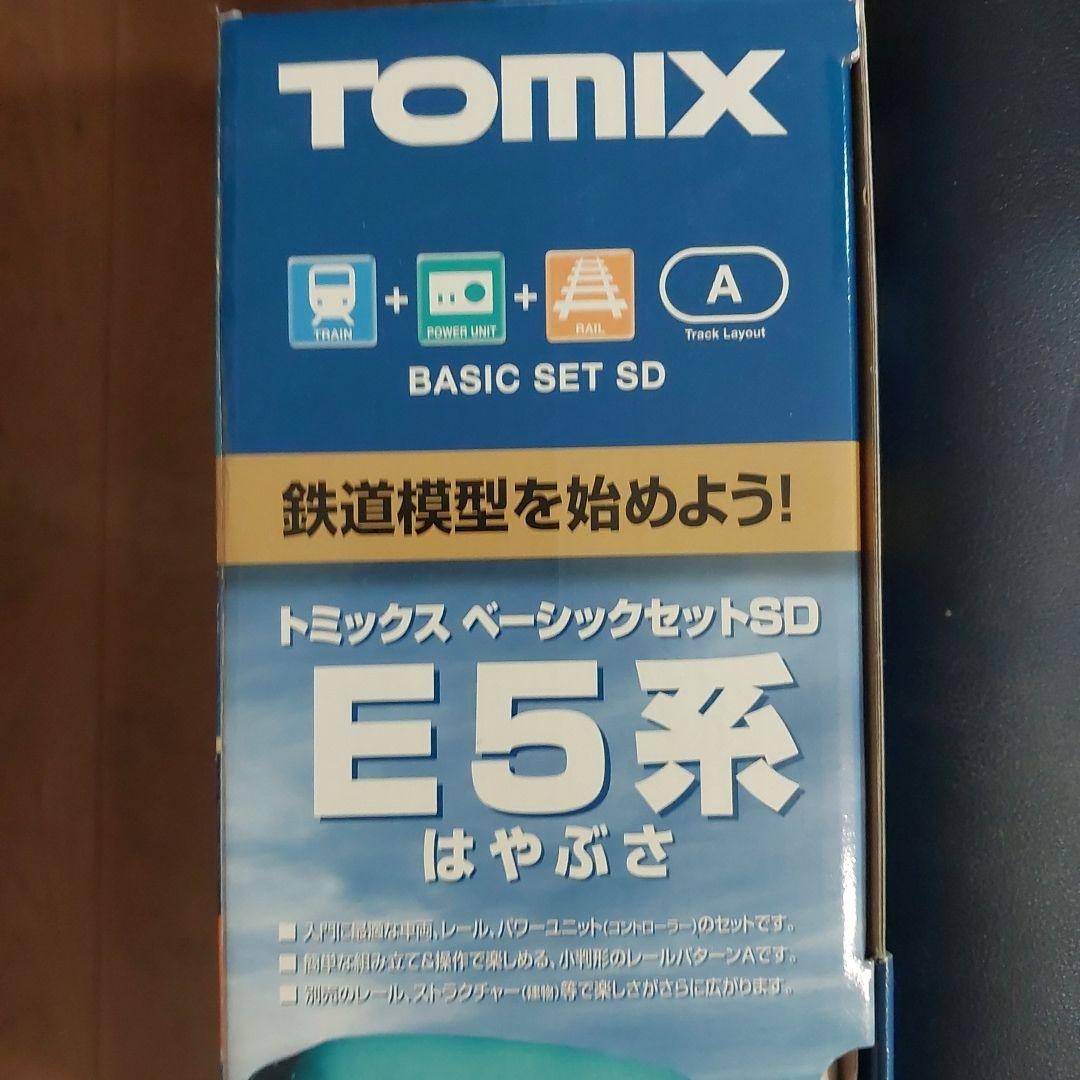 TOMIX
TRAIN + POWER UNIT + RAIL A
Track Layout
BASIC SET SD
鉄道模型を始めよう!
トミックス ベーシックセットSD
E5系
はやぶさ
■ 入門に最適な車両、レール、パワーユニット(コントローラー)のセットです。
■ 簡単な組み立て&操作で楽しめる、小判形のレールパターンAです。
■ 別売のレール、ストラクチャー(建物)等で楽しさがさらに広がります。